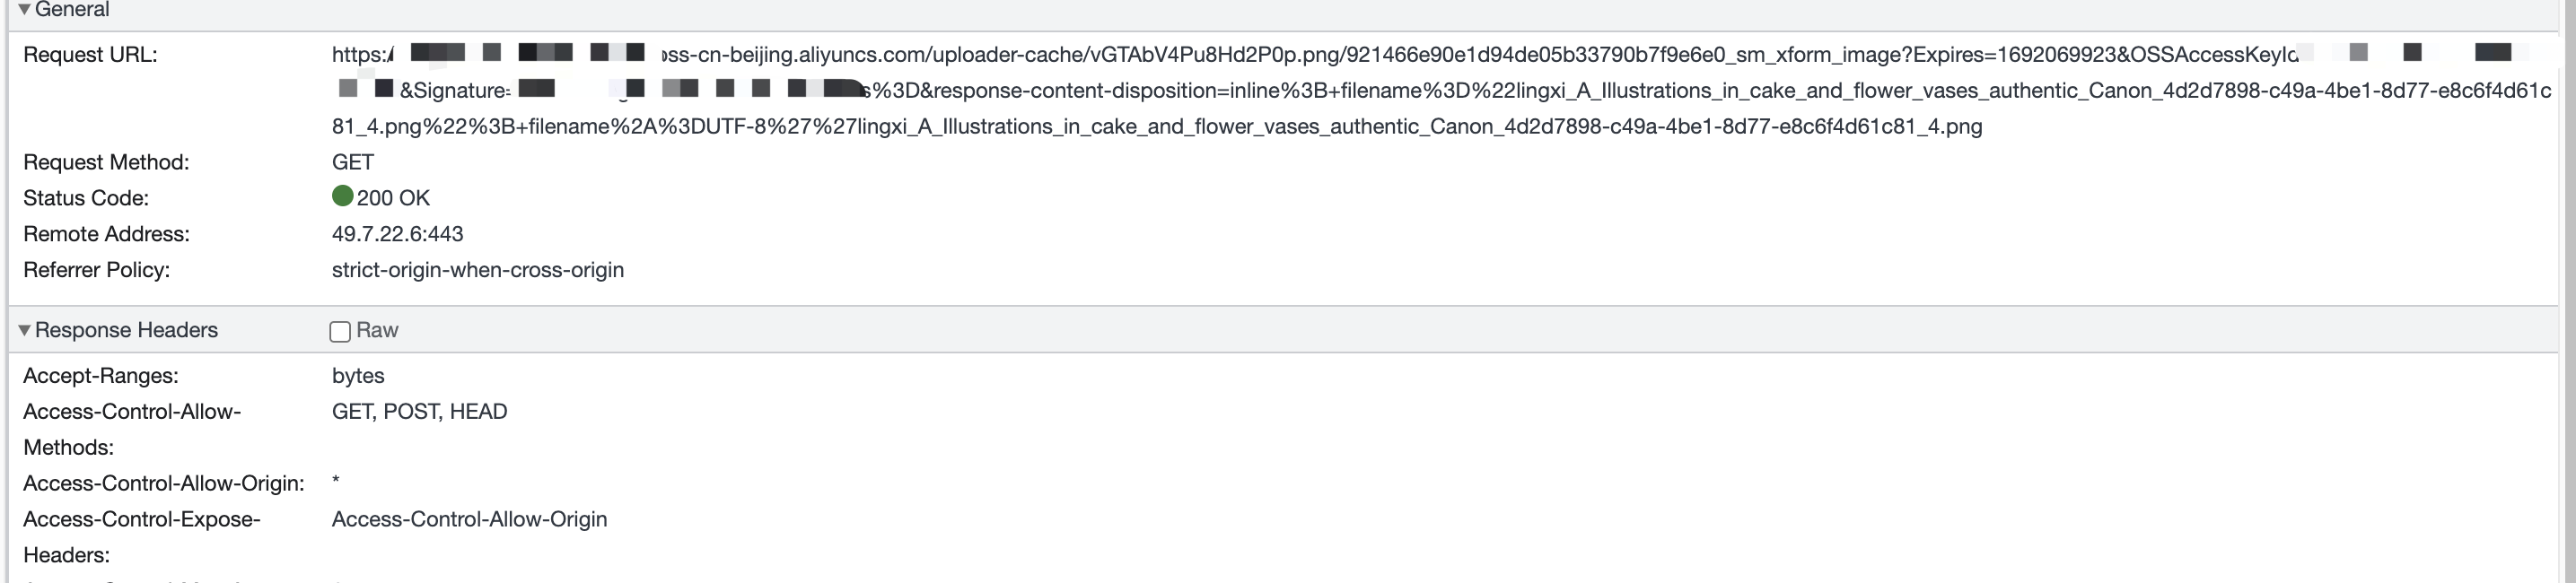 General
Request URL: https:/ oss-cn-beijing.aliyuncs.com/uploader-cache/vGTAbV4Pu8Hd2P0p.png/921466e90e1d94de05b33790b7f9e6e0_sm_xform_image?Expires=1692069923&OSSAccessKeyId
&Signature= s%3D&response-content-disposition=inline%3B+filename%3D%22lingxi_A_Illustrations_in_cake_and_flower_vases_authentic_Canon_4d2d7898-c49a-4be1-8d77-e8c6f4d61c
81_4.png%22%3B+filename%2A%3DUTF-8%27%27lingxi_A_Illustrations_in_cake_and_flower_vases_authentic_Canon_4d2d7898-c49a-4be1-8d77-e8c6f4d61c81_4.png
Request Method: GET
Status Code: 200 OK
Remote Address: 49.7.22.6:443
Referrer Policy: strict-origin-when-cross-origin
Response Headers Raw
Accept-Ranges: bytes
Access-Control-Allow- GET, POST, HEAD
Methods:
Access-Control-Allow-Origin: *
Access-Control-Expose- Access-Control-Allow-Origin
Headers: